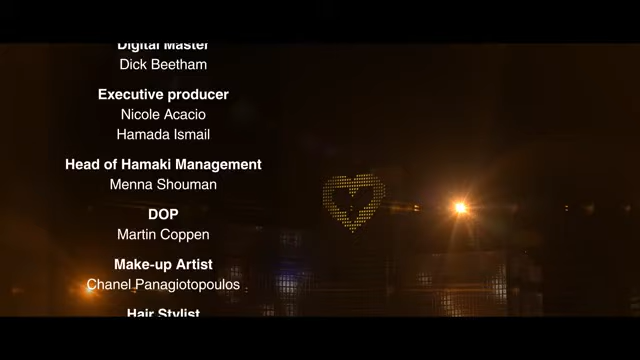 Digital Master
Dick Beetham
Executive producer
Nicole Acacio
Hamada Ismail
Head of Hamaki Management
Menna Shouman
DOP
Martin Coppen
Make-up Artist
Chanel Panagiotopoulos
Hair Stylist